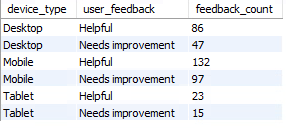 device_type user_feedback feedback_count
Desktop Helpful 86
Desktop Needs improvement 47
Mobile Helpful 132
Mobile Needs improvement 97
Tablet Helpful 23
Tablet Needs improvement 15